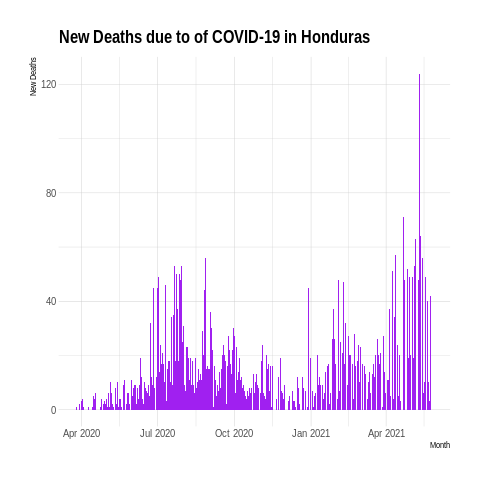 New Deaths due to of COVID-19 in Honduras
New Deaths
120
80
40
0
Apr 2020 Jul 2020 Oct 2020 Jan 2021 Apr 2021
Month